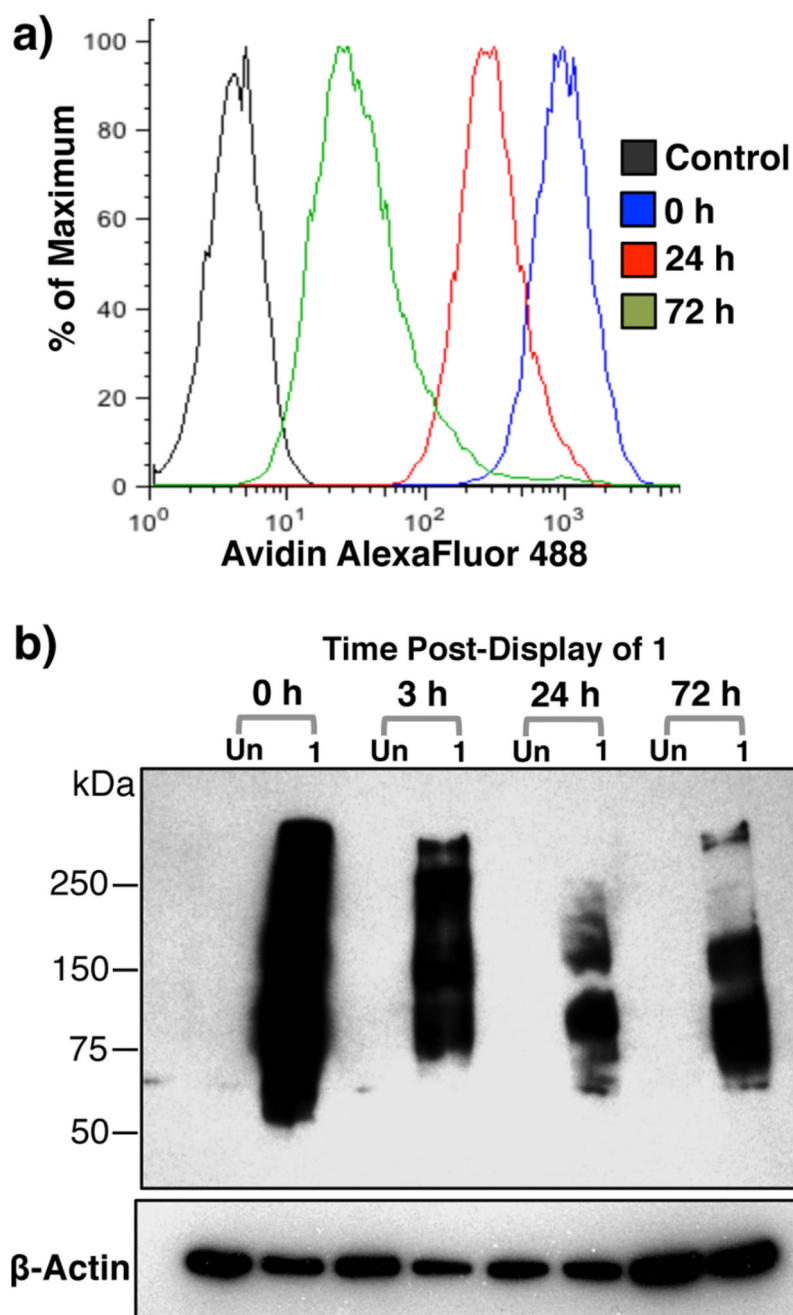 a)
% of Maximum
100
80
60
40
20
0
10⁰ 10¹ 10² 10³
Avidin AlexaFluor 488
Control
0 h
24 h
72 h
b)
Time Post-Display of 1
0 h 3 h 24 h 72 h
Un 1 Un 1 Un 1 Un 1
kDa
250
150
75
50
β-Actin